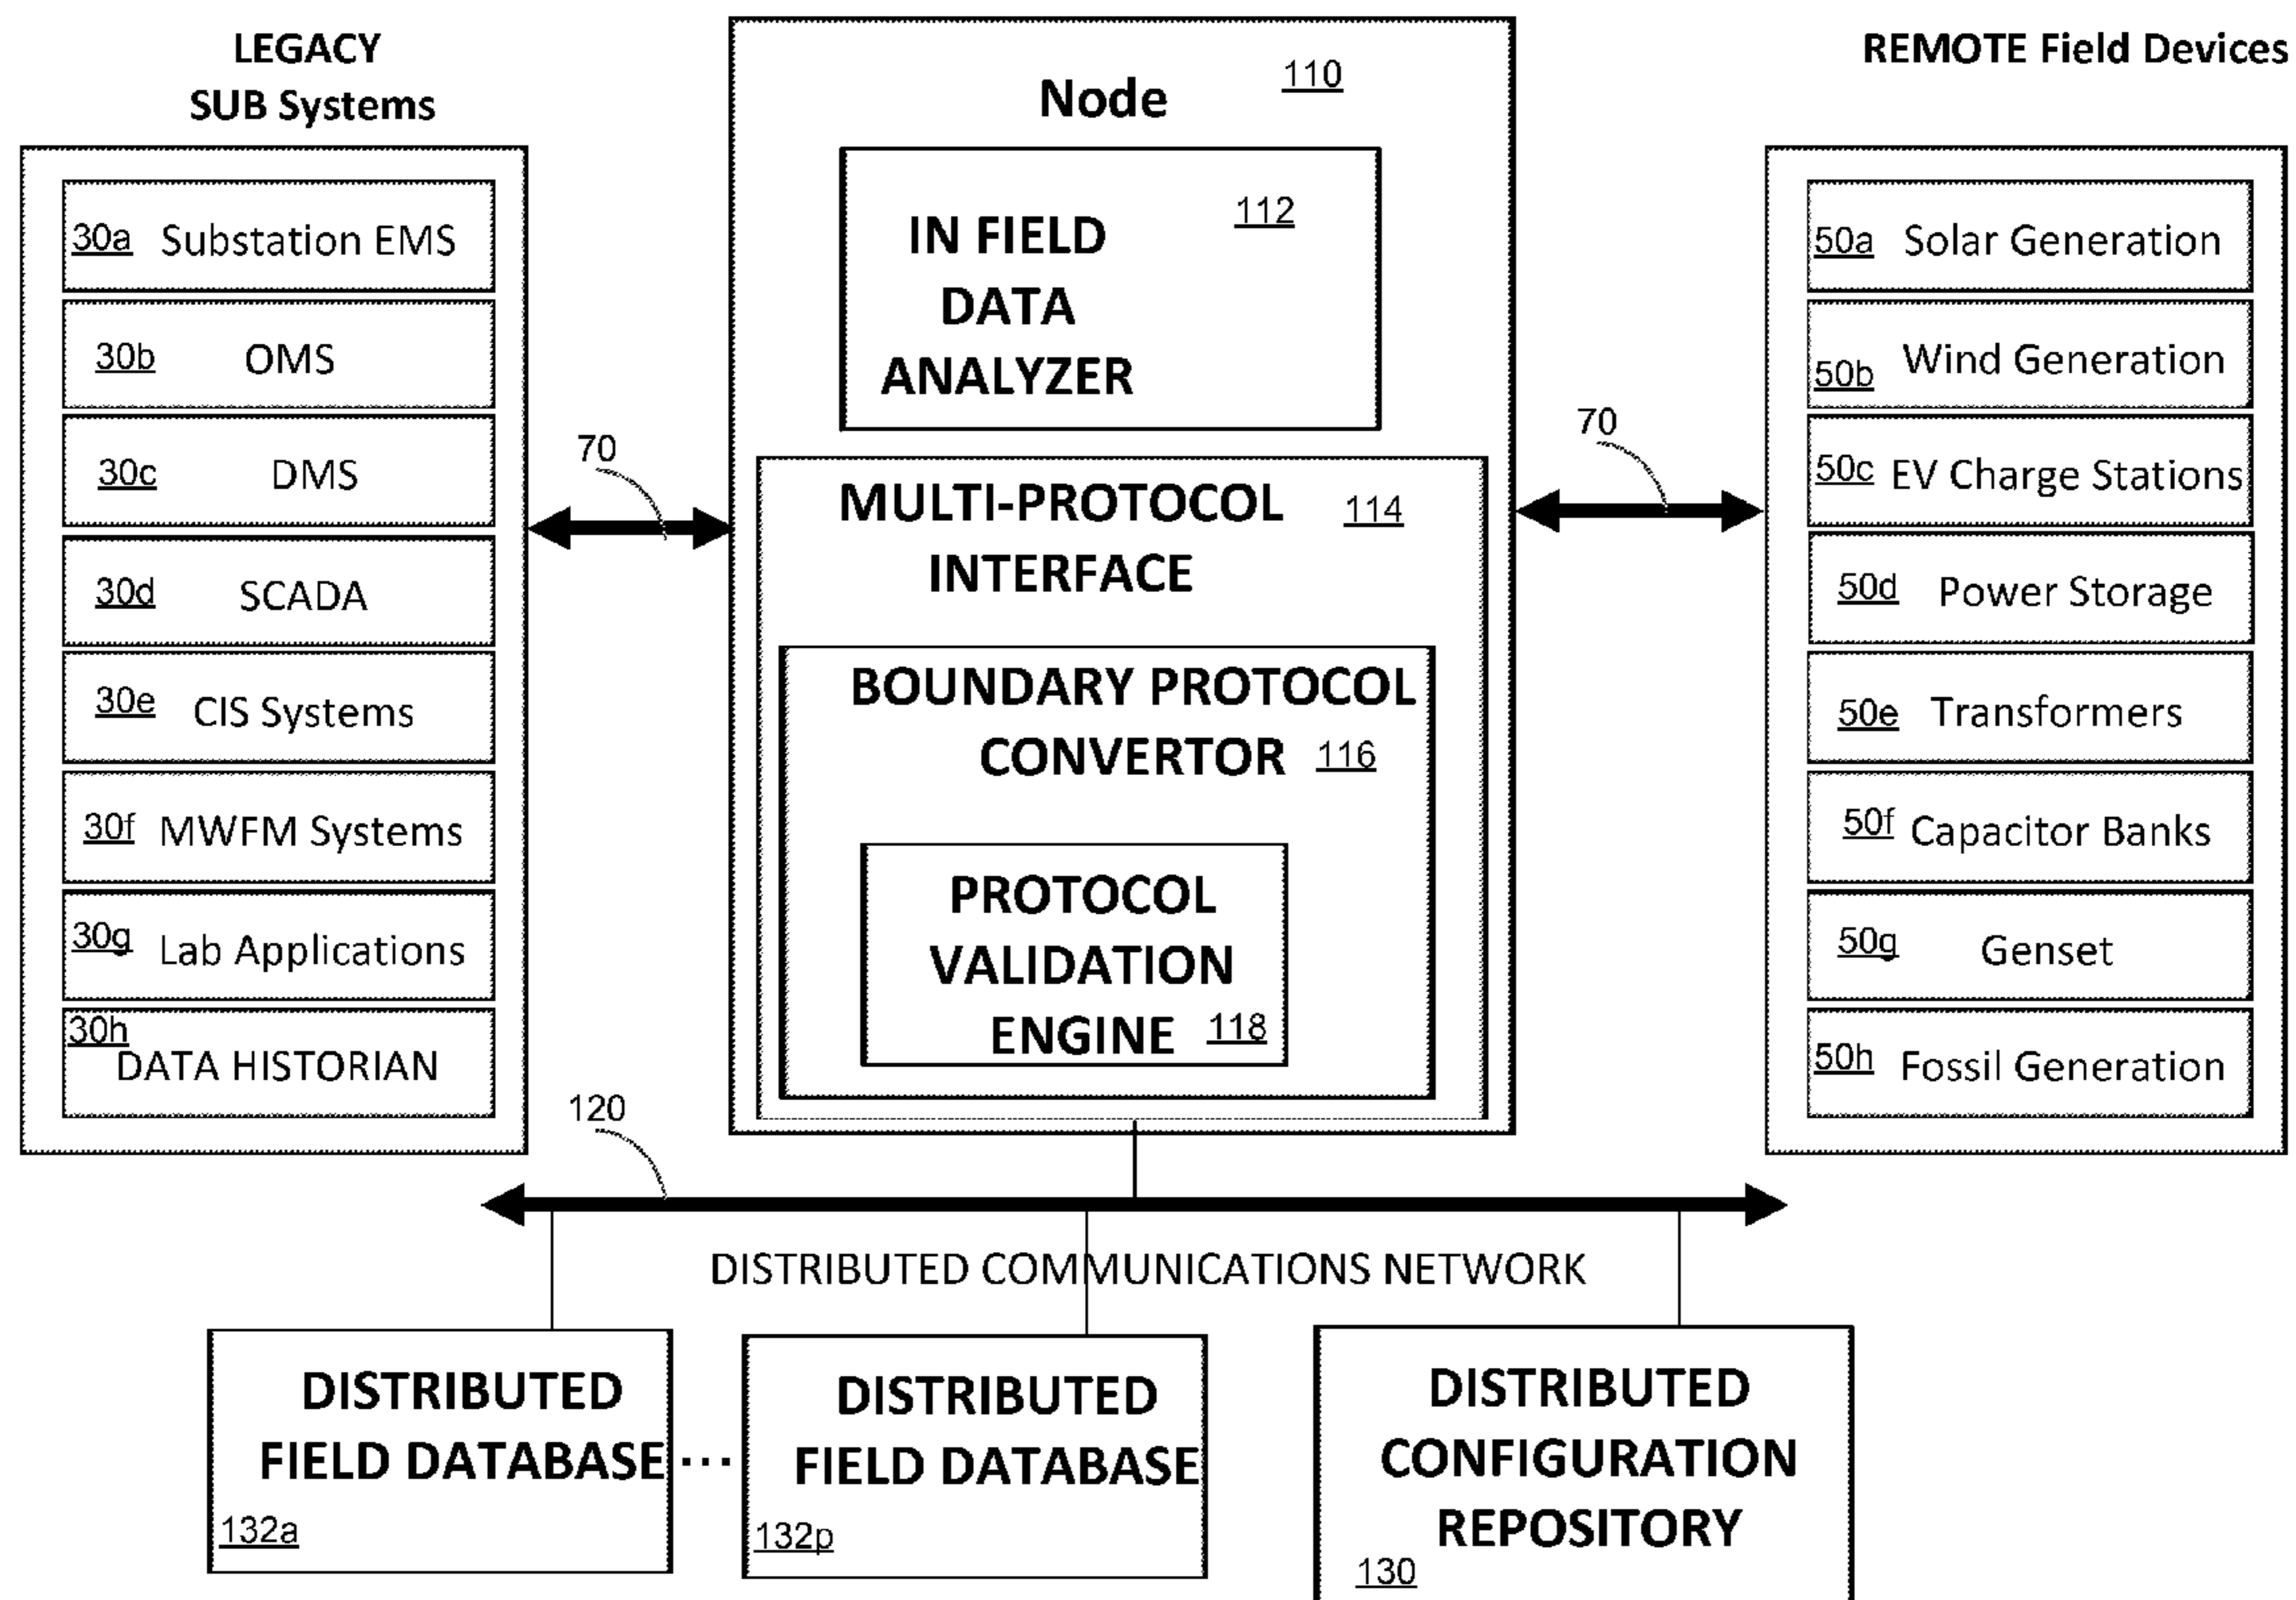 LEGACY
SUB Systems
30a Substation EMS
30b OMS
30c DMS
30d SCADA
30e CIS Systems
30f MWFM Systems
30g Lab Applications
30h
DATA HISTORIAN
70
Node 110
IN FIELD 112
DATA
ANALYZER
MULTI-PROTOCOL 114
INTERFACE
BOUNDARY PROTOCOL
CONVERTOR 116
PROTOCOL
VALIDATION
ENGINE 118
70
REMOTE Field Devices
50a Solar Generation
50b Wind Generation
50c EV Charge Stations
50d Power Storage
50e Transformers
50f Capacitor Banks
50g Genset
50h Fossil Generation
120
DISTRIBUTED COMMUNICATIONS NETWORK
DISTRIBUTED
FIELD DATABASE
132a
...
DISTRIBUTED
FIELD DATABASE
132p
DISTRIBUTED
CONFIGURATION
REPOSITORY
130